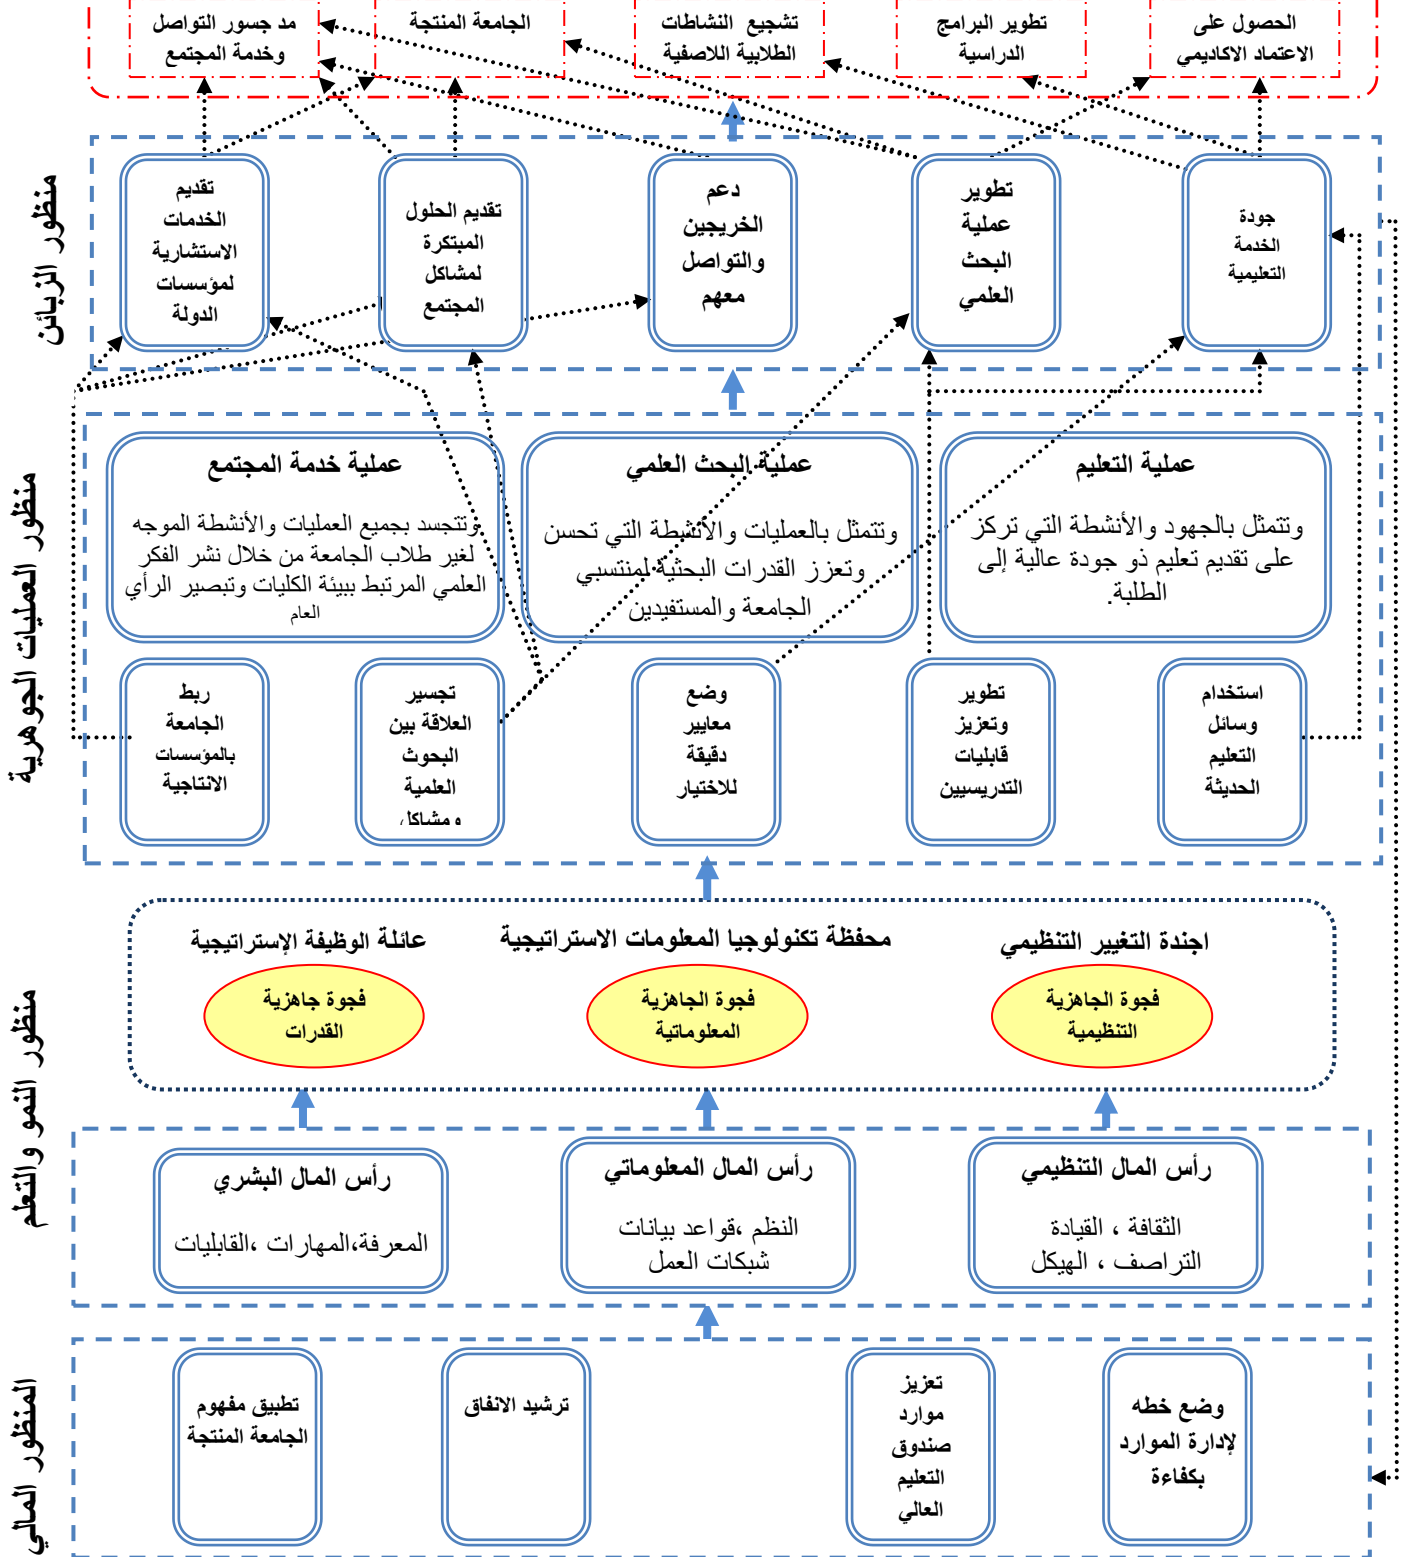 الحصول على
الاعتماد الاكاديمي
تطوير البرامج
الدراسية
تشجيع النشاطات
الطلابية اللاصفية
الجامعة المنتجة
مد جسور التواصل
وخدمة المجتمع
منظور الزبائن
جودة
الخدمة
التعليمية
تطوير
عملية
البحث
العلمي
دعم
الخريجين
والتواصل
معهم
تقديم الحلول
المبتكرة
لمشاكل
المجتمع
تقديم
الخدمات
الاستشارية
لمؤسسات
الدولة
منظور العمليات الجوهرية
عملية التعليم
وتتمثل بالجهود والأنشطة التي تركز
على تقديم تعليم ذو جودة عالية إلى
الطلبة.
عملية البحث العلمي
وتتمثل بالعمليات والأنشطة التي تحسن
وتعزز القدرات البحثية لمنتسبي
الجامعة والمستفيدين
عملية خدمة المجتمع
وتتجسد بجميع العمليات والأنشطة الموجه
لغير طلاب الجامعة من خلال نشر الفكر
العلمي المرتبط ببيئة الكليات وتبصير الرأي
العام
استخدام
وسائل
التعليم
الحديثة
تطوير
وتعزيز
قابليات
التدريسيين
وضع
معايير
دقيقة
للاختيار
تجسير
العلاقة بين
البحوث
العلمية
ومشاكل
ربط
الجامعة
بالمؤسسات
الانتاجية
منظور النمو والتعلم
اجندة التغيير التنظيمي
فجوة الجاهزية
التنظيمية
محفظة تكنولوجيا المعلومات الاستراتيجية
فجوة الجاهزية
المعلوماتية
عائلة الوظيفة الإستراتيجية
فجوة جاهزية
القدرات
رأس المال التنظيمي
الثقافة ، القيادة
التراصف ، الهيكل
رأس المال المعلوماتي
النظم ،قواعد بيانات
شبكات العمل
رأس المال البشري
المعرفة،المهارات ،القابليات
المنظور المالي
وضع خطه
لإدارة الموارد
بكفاءة
تعزيز
موارد
صندوق
التعليم
العالي
ترشيد الانفاق
تطبيق مفهوم
الجامعة المنتجة